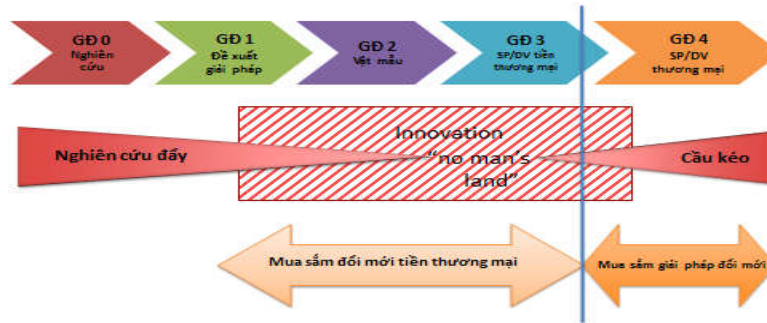 GĐ 0
Nghiên
cứu
GĐ 1
Đề xuất
giải pháp
GĐ 2
Vật mẫu
GĐ 3
SP/DV tiền
thương mại
GĐ 4
SP/DV
thương mại
Nghiên cứu đẩy
Innovation
"no man's
land"
Cầu kéo
Mua sắm đổi mới tiền thương mại
Mua sắm giải pháp đổi mới